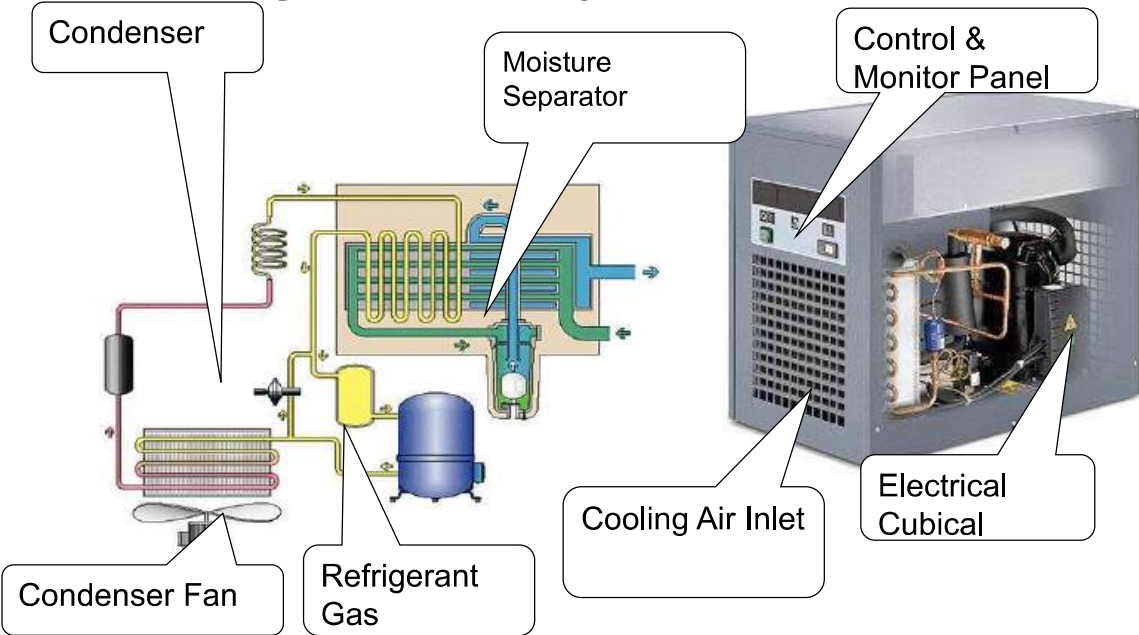 Condenser
Moisture
Separator
Control &
Monitor Panel
Cooling Air Inlet
Electrical
Cubical
Condenser Fan
Refrigerant
Gas